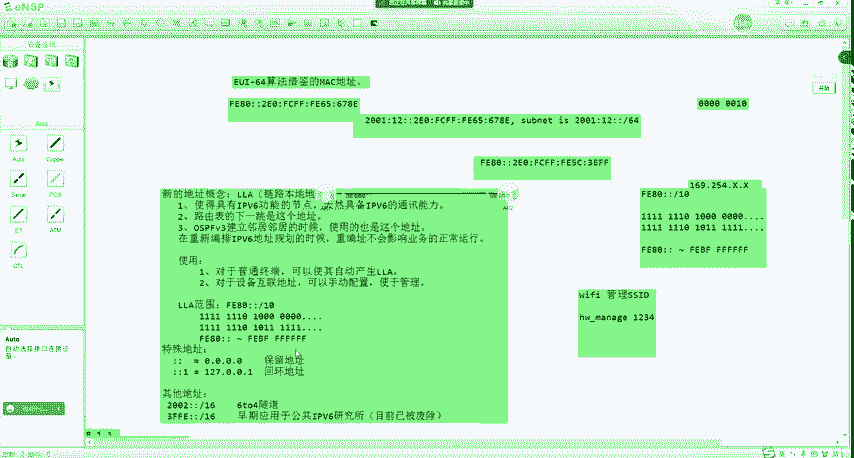 eNSP
EUI-64算法借鉴的MAC地址。
FE80::2E0:FCFF:FE65:678E
2001:12::2E0:FCFF:FE65:678E, subnet is 2001:12::/64
0000 0010
FE80::2E0:FCFF:FE5C:3EFF
169.254.X.X
FE80::/10
1111 1110 1000 0000....
1111 1110 1011 1111....
FE80:: ~ FEBF FFFFFF
新的地址概念: LLA (链路本地地
1、使得具有IPV6功能的节点,
然具备IPV6的通讯能力。
2、路由表的下一跳是这个地址。
3、OSPFv3建立邻居邻居的时候, 使用的也是这个地址。
在重新编排IPV6地址规划的时候, 重编址不会影响业务的正常运行。
使用:
1、对于普通终端, 可以使其自动产生LLA。
2、对于设备互联地址, 可以手动配置, 便于管理。
LLA范围: FE80::/10
1111 1110 1000 0000....
1111 1110 1011 1111....
FE80:: ~ FEBF FFFFFF
特殊地址:
:: = 0.0.0.0 保留地址
::1 = 127.0.0.1 回环地址
其他地址:
2002::/16 6to4隧道
3FFE::/16 早期应用于公共IPV6研究所(目前已被废除)
wifi 管理SSID
hw_manage 1234
设备连线
Auto
Auto
Copper
Serial
POS
E1
ATM
CTL
Auto
自动选择接口连接设
备。